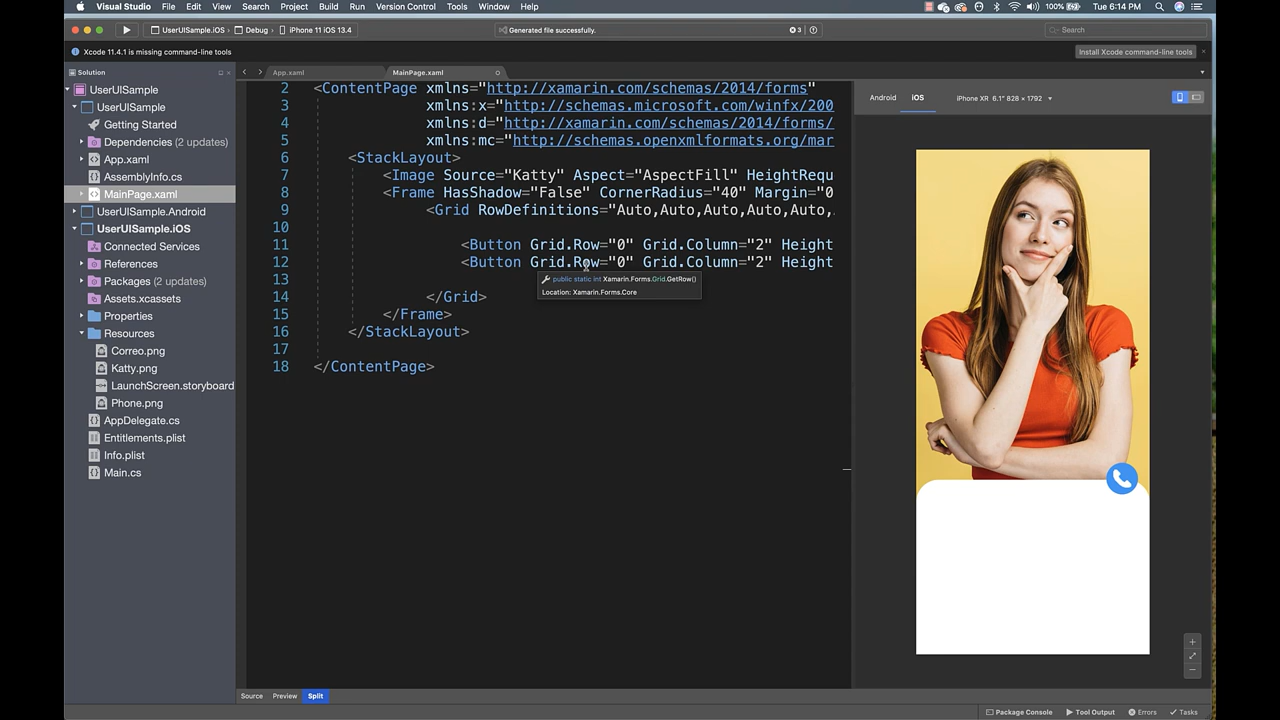 Visual Studio File Edit View Search Project Build Run Version Control Tools Window Help 100% Tue 6:14 PM
UserUISample.iOS › Debug › iPhone 11 iOS 13.4 Generated file successfully. 3 Search
Xcode 11.4.1 is missing command-line tools Install Xcode command-line tools
Solution
UserUISample
UserUISample
Getting Started
Dependencies (2 updates)
App.xaml
AssemblyInfo.cs
MainPage.xaml
UserUISample.Android
UserUISample.iOS
Connected Services
References
Packages (2 updates)
Assets.xcassets
Properties
Resources
Correo.png
Katty.png
LaunchScreen.storyboard
Phone.png
AppDelegate.cs
Entitlements.plist
Info.plist
Main.cs
App.xaml MainPage.xaml
2 <ContentPage xmlns="http://xamarin.com/schemas/2014/forms"
3 xmlns:x="http://schemas.microsoft.com/winfx/200
4 xmlns:d="http://xamarin.com/schemas/2014/forms/
5 xmlns:mc="http://schemas.openxmlformats.org/mar
6 <StackLayout>
7 <Image Source="Katty" Aspect="AspectFill" HeightRequ
8 <Frame HasShadow="False" CornerRadius="40" Margin="0
9 <Grid RowDefinitions="Auto,Auto,Auto,Auto,Auto,
10
11 <Button Grid.Row="0" Grid.Column="2" Height
12 <Button Grid.Row="0" Grid.Column="2" Height
13
public static int Xamarin.Forms.Grid.GetRow()
Location: Xamarin.Forms.Core
14 </Grid>
15 </Frame>
16 </StackLayout>
17
18 </ContentPage>
Android iOS iPhone XR 6.1" 828 × 1792
Source Preview Split
Package Console Tool Output Errors Tasks